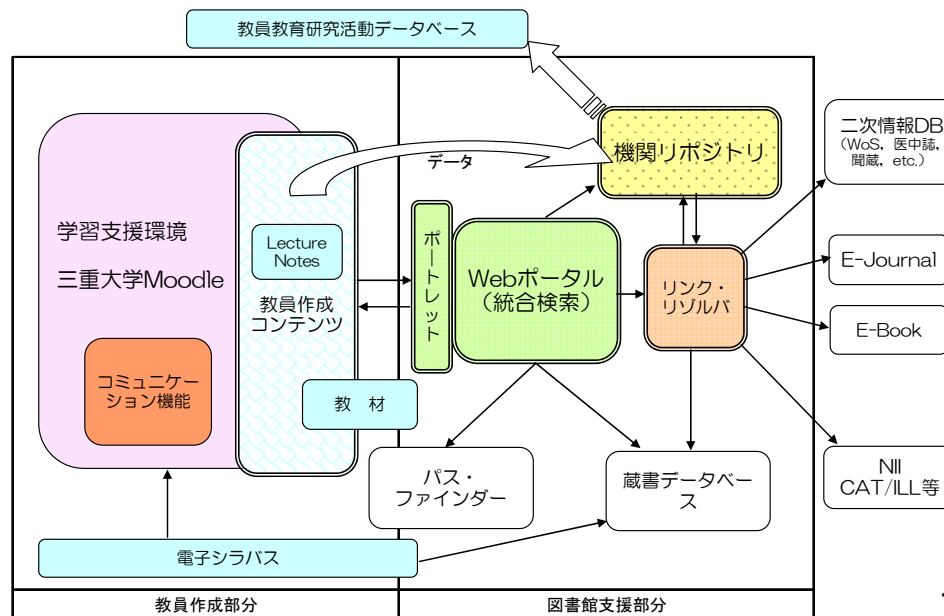 教員教育研究活動データベース
機関リポジトリ
データ
二次情報DB
（WoS，医中誌，
聞蔵，etc.）
学習支援環境
三重大学Moodle
Lecture
Notes
教員作成
コンテンツ
ポートレット
Webポータル
（統合検索）
リンク・
リゾルバ
E-Journal
E-Book
コミュニケー
ション機能
教　材
パス・
ファインダー
蔵書データベー
ス
NII
CAT/ILL等
電子シラバス
教員作成部分
図書館支援部分